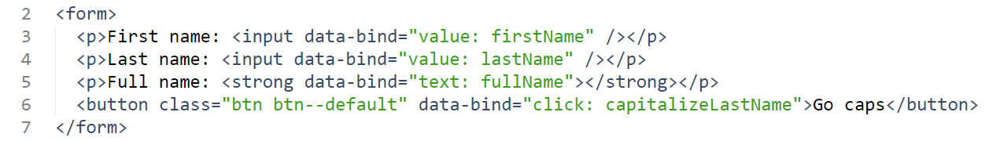 2 <form>
3 <p>First name: <input data-bind="value: firstName" /></p>
4 <p>Last name: <input data-bind="value: lastName" /></p>
5 <p>Full name: <strong data-bind="text: fullName"></strong></p>
6 <button class="btn btn--default" data-bind="click: capitalizeLastName">Go caps</button>
7 </form>